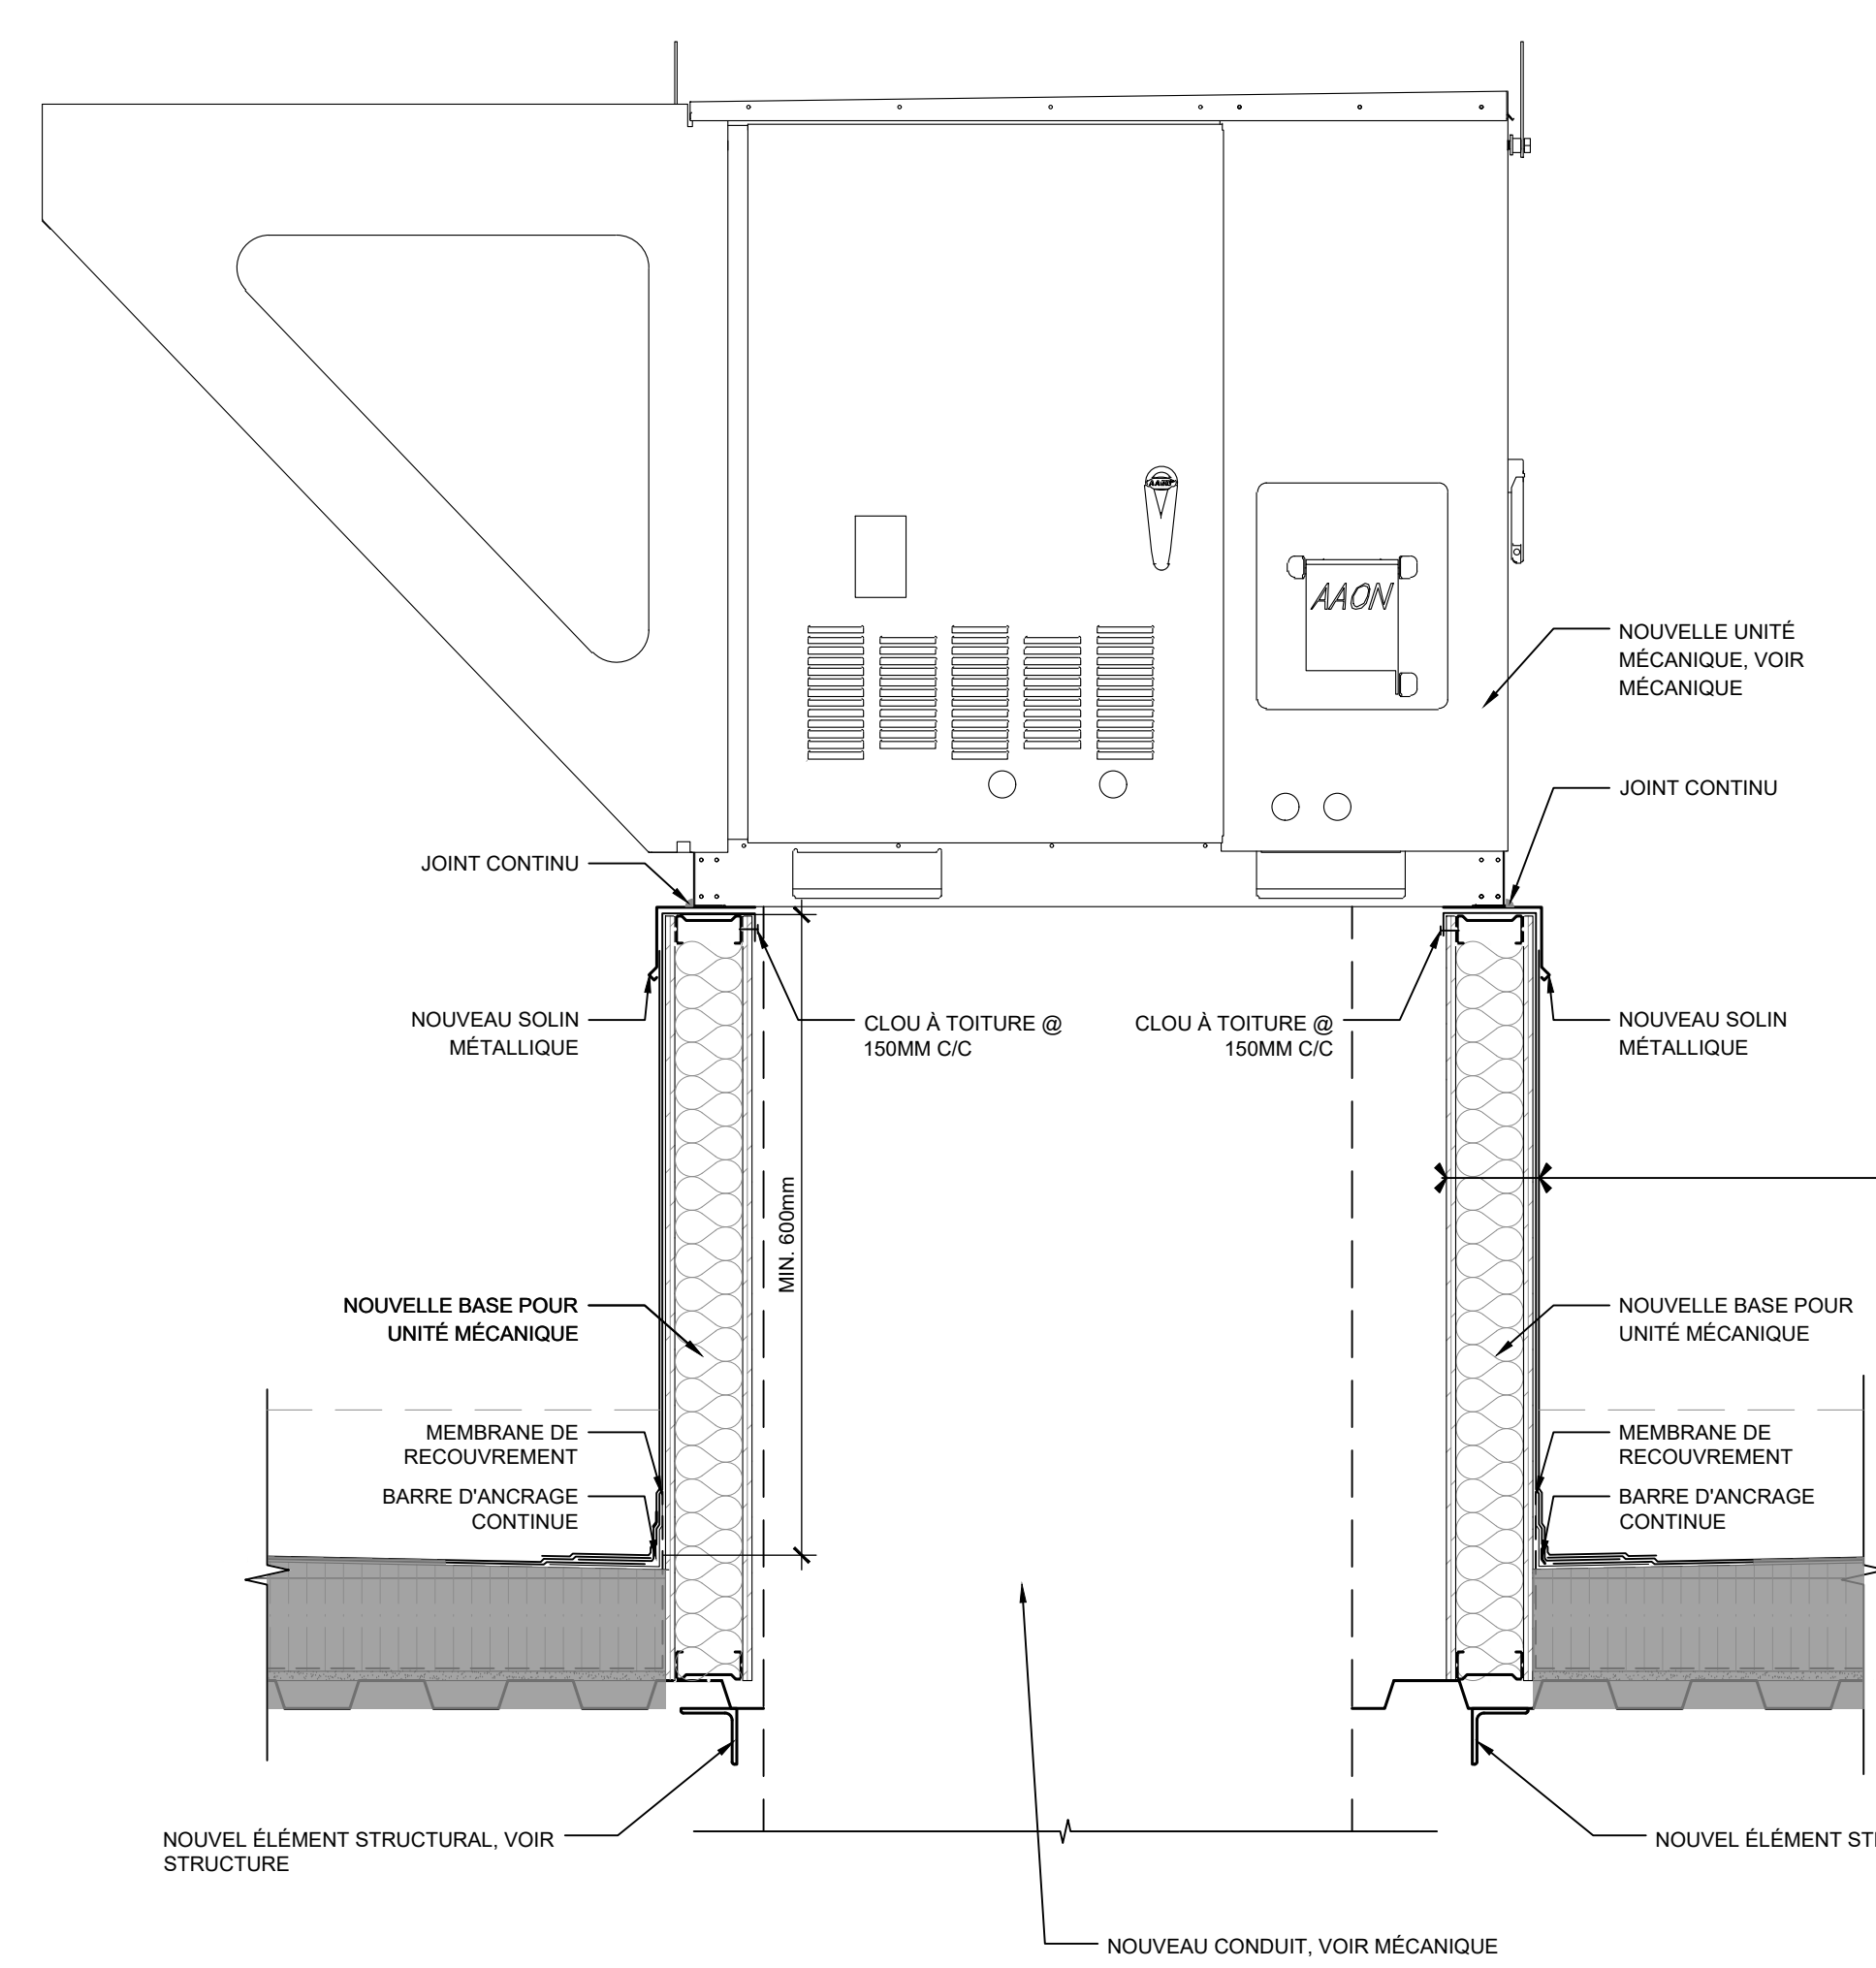 AAON
NOUVELLE UNITÉ
MÉCANIQUE, VOIR
MÉCANIQUE
JOINT CONTINU
JOINT CONTINU
NOUVEAU SOLIN
MÉTALLIQUE
CLOU À TOITURE @
150MM C/C
CLOU À TOITURE @
150MM C/C
NOUVEAU SOLIN
MÉTALLIQUE
MIN. 600mm
NOUVELLE BASE POUR
UNITÉ MÉCANIQUE
NOUVELLE BASE POUR
UNITÉ MÉCANIQUE
MEMBRANE DE
RECOUVREMENT
MEMBRANE DE
RECOUVREMENT
BARRE D'ANCRAGE
CONTINUE
BARRE D'ANCRAGE
CONTINUE
NOUVEL ÉLÉMENT STRUCTURAL, VOIR
STRUCTURE
NOUVEL ÉLÉMENT
NOUVEAU CONDUIT, VOIR MÉCANIQUE